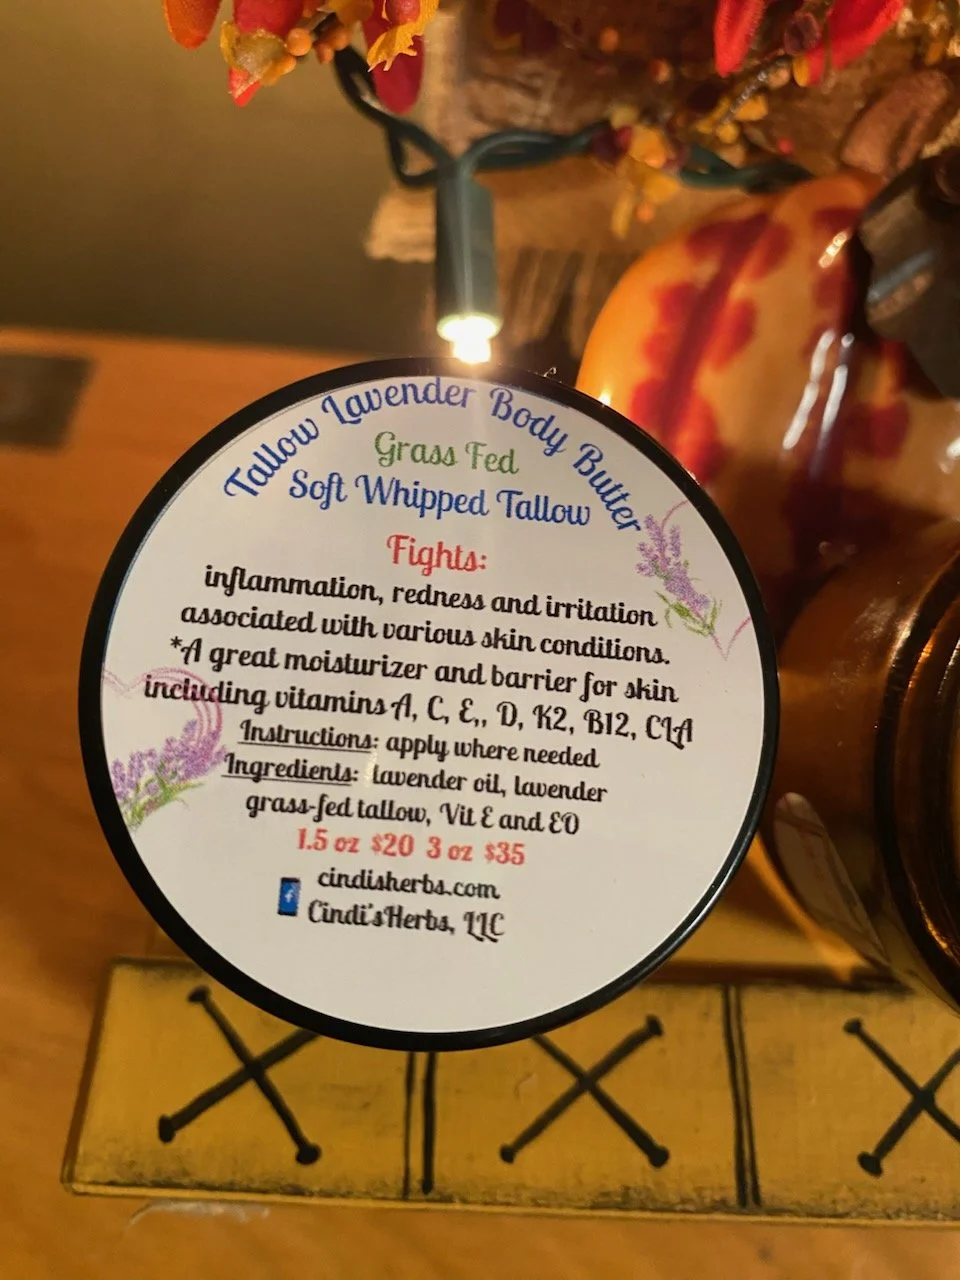 Tallow Lavender Body Butter
Grass Fed
Soft Whipped Tallow
Fights:
inflammation, redness and irritation
associated with various skin conditions.
*A great moisturizer and barrier for skin
including vitamins A, C, E,, D, K2, B12, CLA
Instructions: apply where needed
Ingredients: lavender oil, lavender
grass-fed tallow, Vit E and EO
1.5 oz $20 3 oz $35
cindisherbs.com
f Cindi'sHerbs, LLC